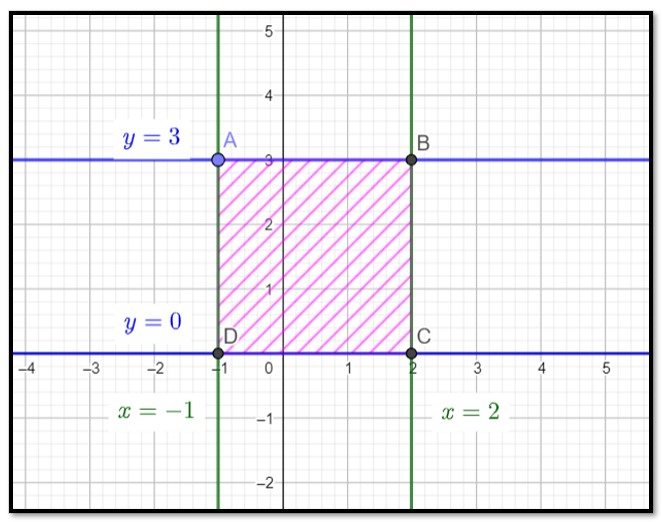 5
4
y = 3
A
B
3
2
1
y = 0
D
C
–4 –3 –2 –1 0 1 2 3 4 5
x = −1
x = 2
–1
–2